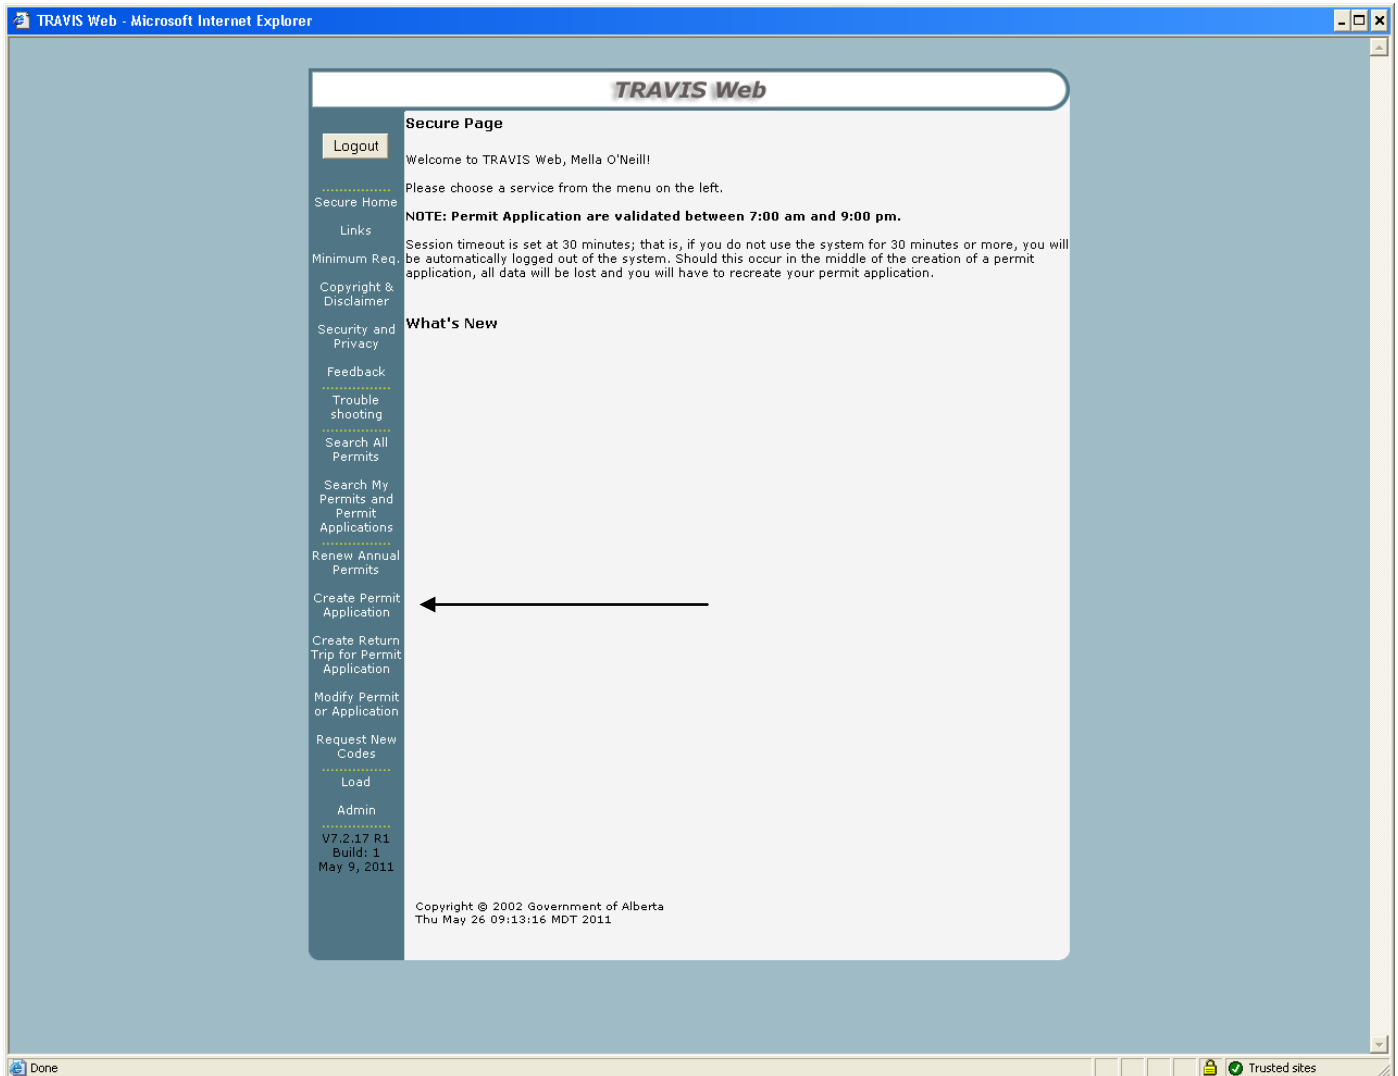 TRAVIS Web - Microsoft Internet Explorer
TRAVIS Web
Logout
Secure Home
Links
Minimum Req.
Copyright &
Disclaimer
Security and
Privacy
Feedback
Trouble
shooting
Search All
Permits
Search My
Permits and
Permit
Applications
Renew Annual
Permits
Create Permit
Application
Create Return
Trip for Permit
Application
Modify Permit
or Application
Request New
Codes
Load
Admin
V7.2.17 R1
Build: 1
May 9, 2011
Secure Page
Welcome to TRAVIS Web, Mella O'Neill!
Please choose a service from the menu on the left.
NOTE: Permit Application are validated between 7:00 am and 9:00 pm.
Session timeout is set at 30 minutes; that is, if you do not use the system for 30 minutes or more, you will
be automatically logged out of the system. Should this occur in the middle of the creation of a permit
application, all data will be lost and you will have to recreate your permit application.
What's New
Copyright © 2002 Government of Alberta
Thu May 26 09:13:16 MDT 2011
Done
Trusted sites